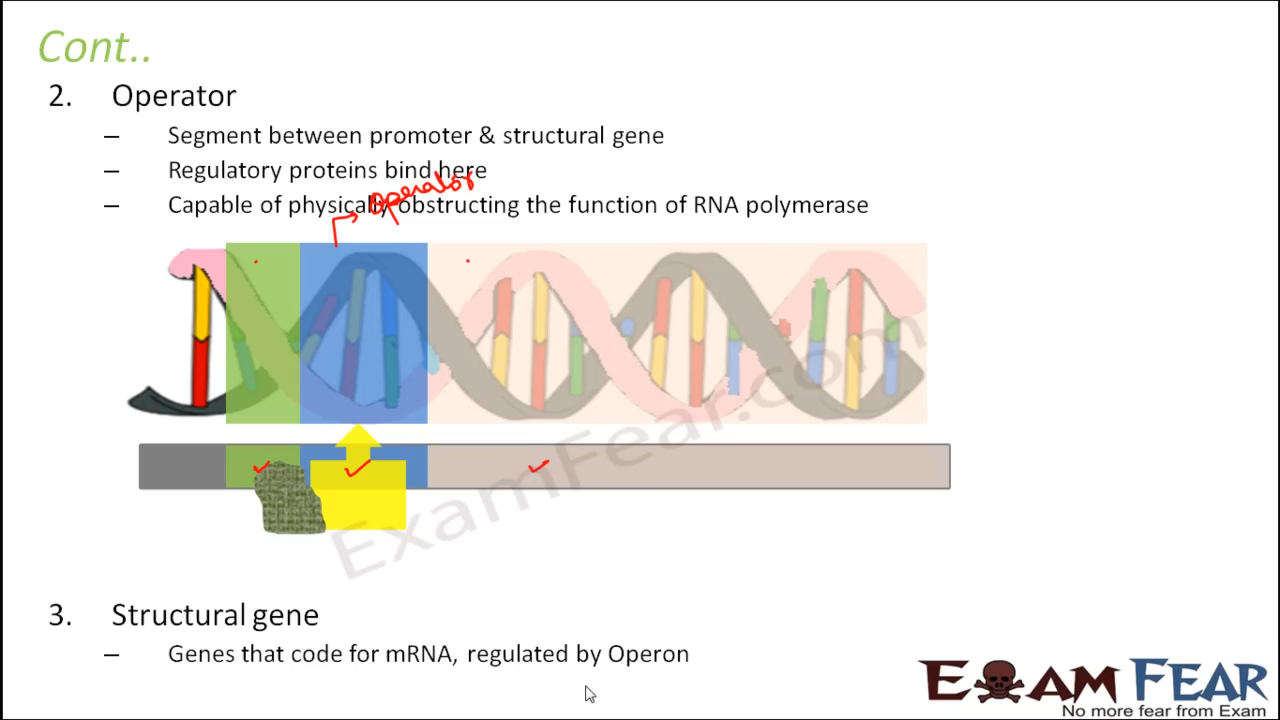 Cont..
2. Operator
– Segment between promoter & structural gene
– Regulatory proteins bind here
– Capable of physically obstructing the function of RNA polymerase
operator
ExamFear.com
3. Structural gene
– Genes that code for mRNA, regulated by Operon
EXAM FEAR
No more fear from Exam